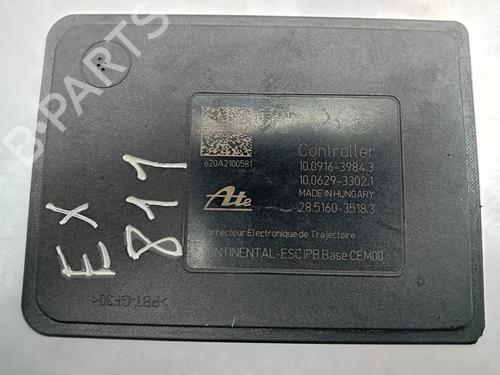 B-PARTS
620A2100581
Controller
10.0916-3984.3
10.0629-3302.1
MADE IN HUNGARY
28.5160-3518.3
Ate
Correcteur Electronique de Trajectoire
CONTINENTAL-ESC IPB Base CEM00
EX
811
>PBT-GF30<